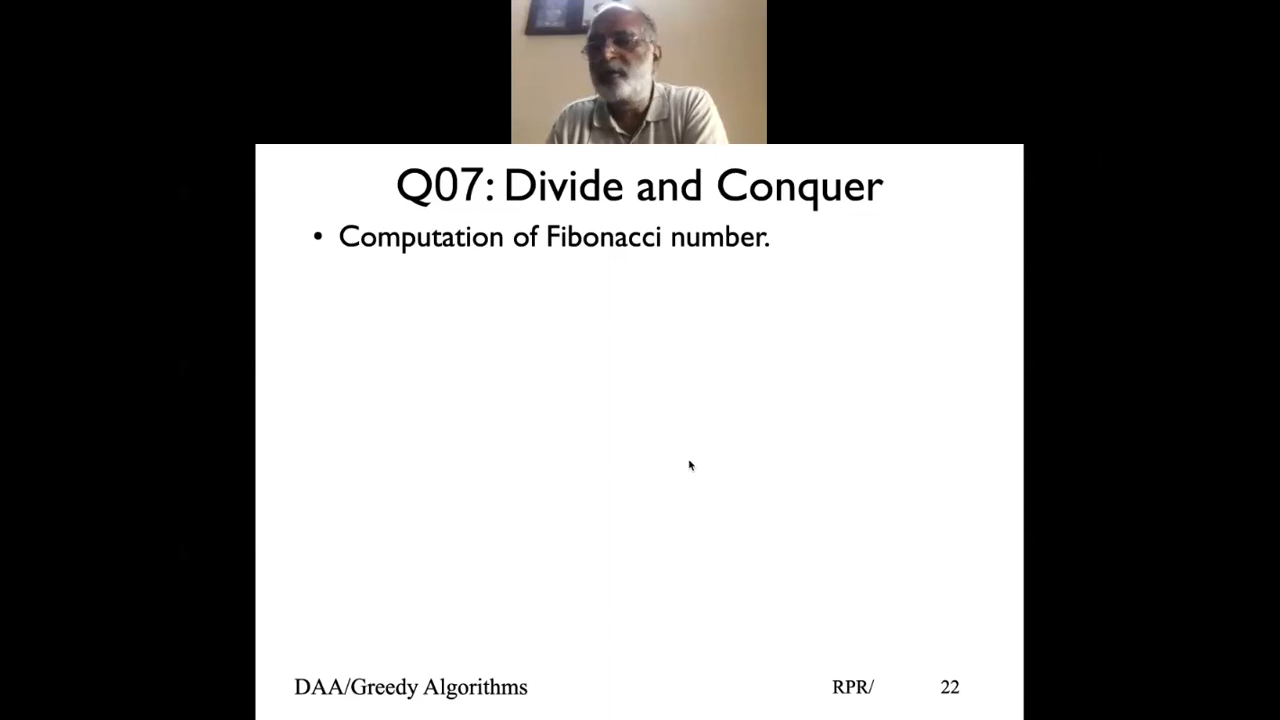 Q07: Divide and Conquer
• Computation of Fibonacci number.
DAA/Greedy Algorithms RPR/ 22